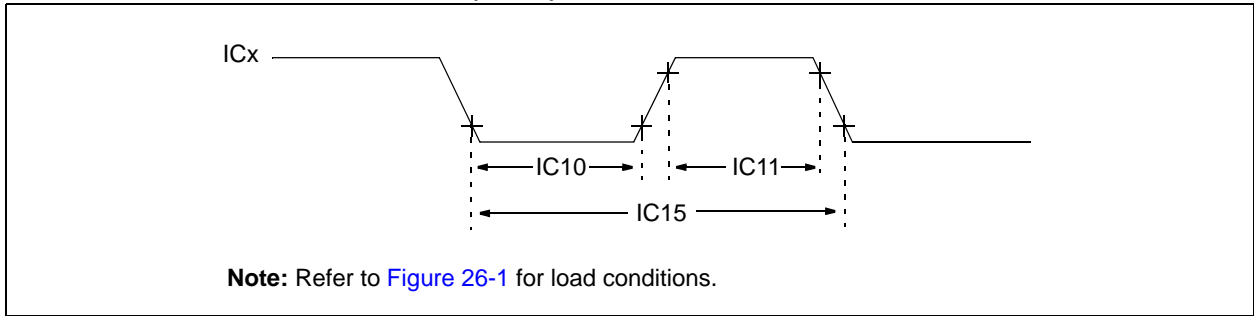 ICx
IC10
IC11
IC15
Note: Refer to Figure 26-1 for load conditions.